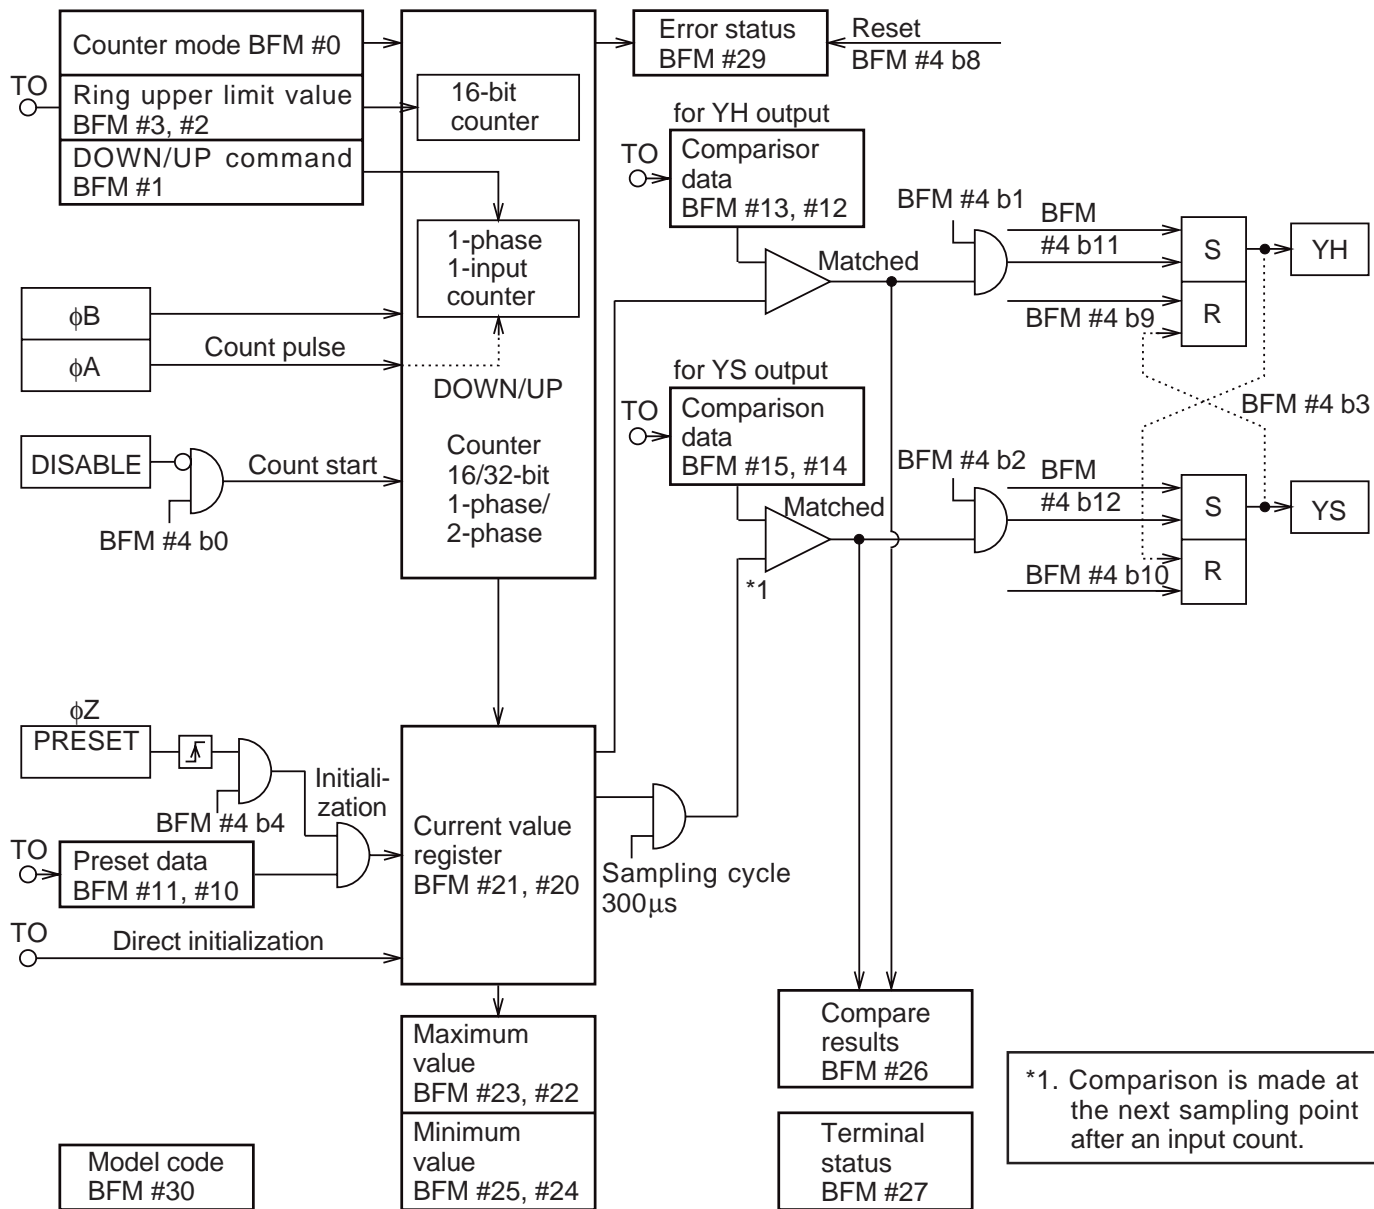 Counter mode BFM #0
TO
Ring upper limit value
BFM #3, #2
DOWN/UP command
BFM #1
16-bit
counter
1-phase
1-input
counter
Error status
BFM #29
Reset
BFM #4 b8
for YH output
TO
Comparisor
data
BFM #13, #12
Matched
BFM #4 b1
BFM
#4 b11
BFM #4 b9
S
R
YH
ϕB
ϕA
Count pulse
DOWN/UP
DISABLE
Count start
BFM #4 b0
Counter
16/32-bit
1-phase/
2-phase
for YS output
TO
Comparison
data
BFM #15, #14
Matched
*1
BFM #4 b3
BFM #4 b2
BFM
#4 b12
BFM #4 b10
S
R
YS
ϕZ
PRESET
BFM #4 b4
Initiali-
zation
TO
Preset data
BFM #11, #10
TO
Direct initialization
Current value
register
BFM #21, #20
Sampling cycle
300μs
Maximum
value
BFM #23, #22
Minimum
value
BFM #25, #24
Compare
results
BFM #26
Terminal
status
BFM #27
*1. Comparison is made at
the next sampling point
after an input count.
Model code
BFM #30